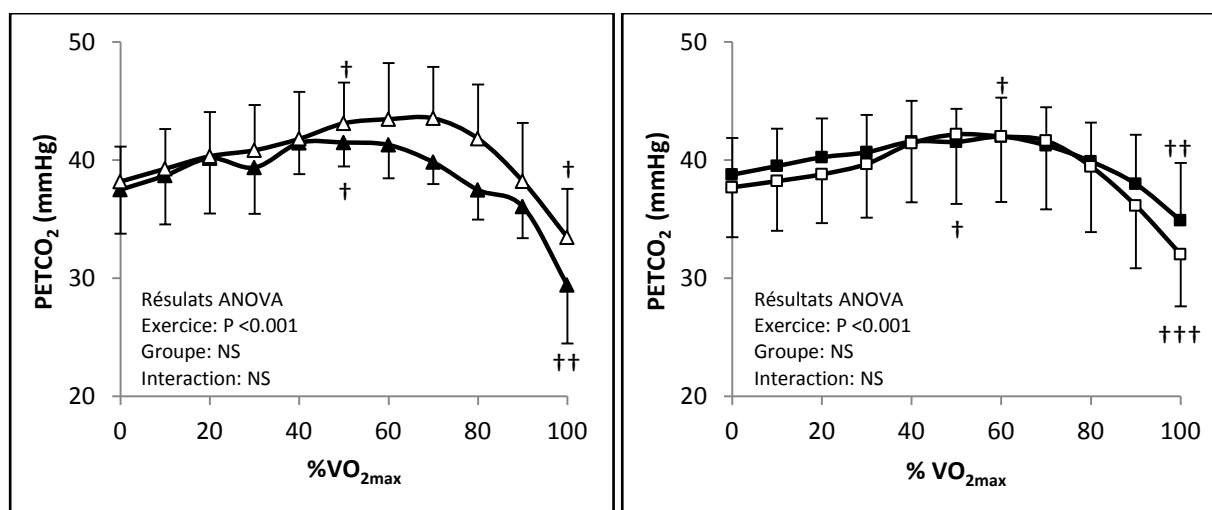 50
40
30
20
PETCO₂ (mmHg)
†
†
†
††
Résulats ANOVA
Exercice: P <0.001
Groupe: NS
Interaction: NS
0 20 40 60 80 100
%VO₂max
50
40
30
20
PETCO₂ (mmHg)
†
††
†
†††
Résulats ANOVA
Exercice: P <0.001
Groupe: NS
Interaction: NS
0 20 40 60 80 100
% VO₂max